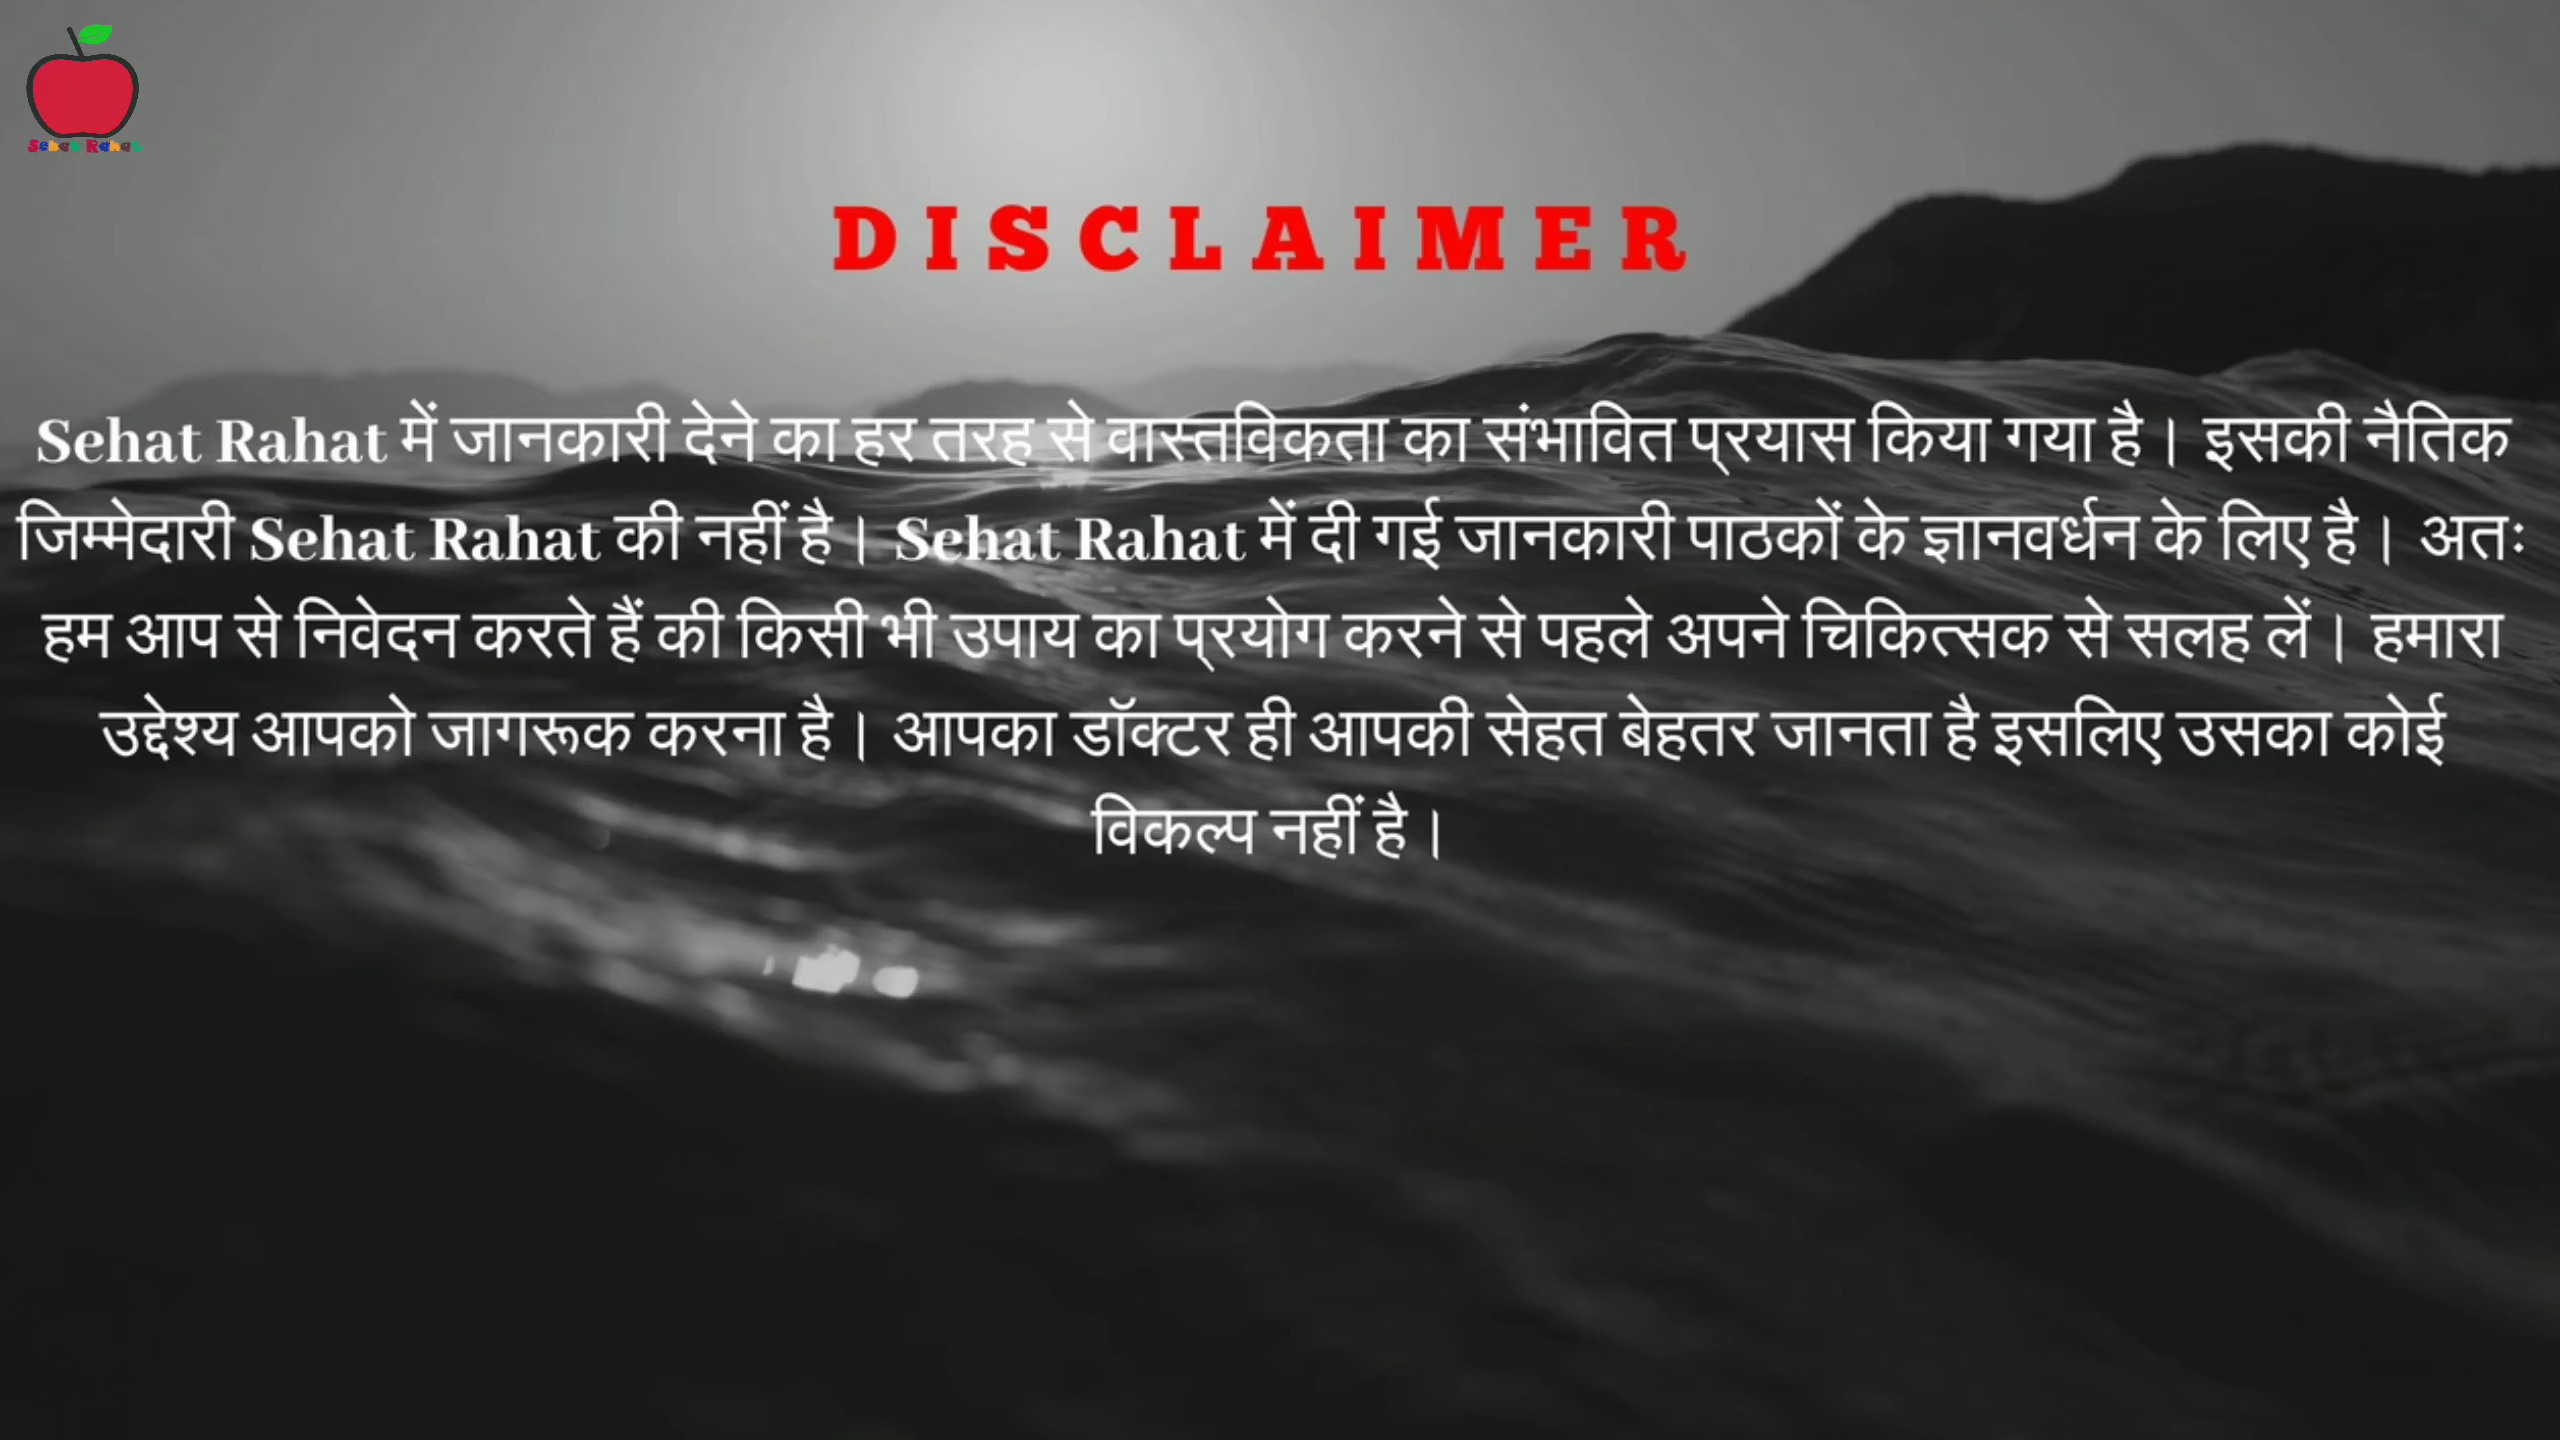 Sehat Rahat
DISCLAIMER
Sehat Rahat में जानकारी देने का हर तरह से वास्तविकता का संभावित प्रयास किया गया है। इसकी नैतिक
जिम्मेदारी Sehat Rahat की नहीं है। Sehat Rahat में दी गई जानकारी पाठकों के ज्ञानवर्धन के लिए है। अतः
हम आप से निवेदन करते हैं की किसी भी उपाय का प्रयोग करने से पहले अपने चिकित्सक से सलह लें। हमारा
उद्देश्य आपको जागरूक करना है। आपका डॉक्टर ही आपकी सेहत बेहतर जानता है इसलिए उसका कोई
विकल्प नहीं है।